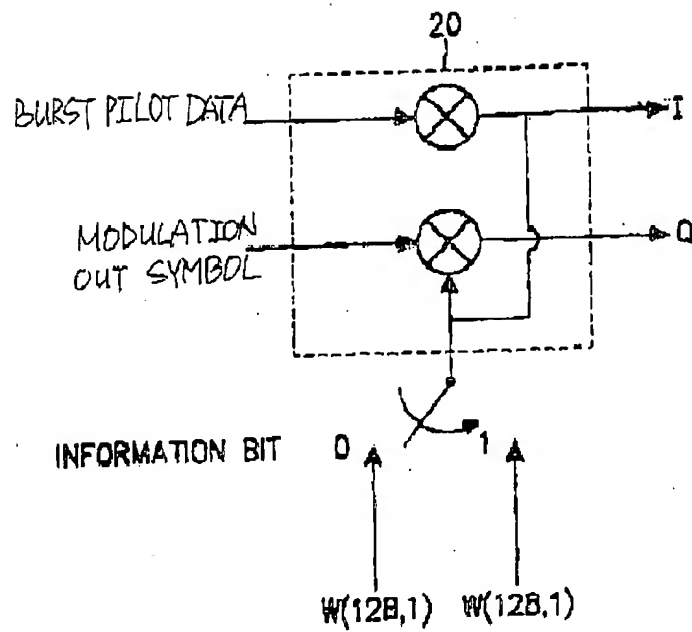 20
BURST PILOT DATA
I
MODULATION
OUT SYMBOL
Q
INFORMATION BIT 0 1
W(128,1) W(128,1)